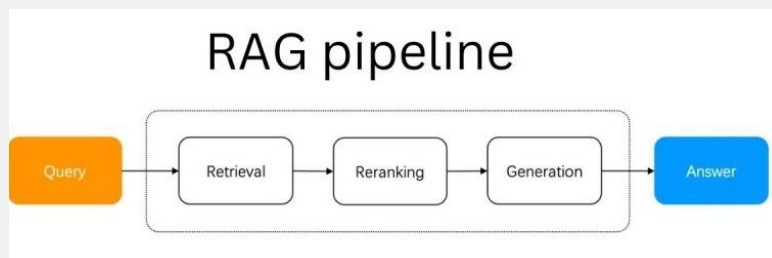 RAG pipeline
Query
Retrieval
Reranking
Generation
Answer